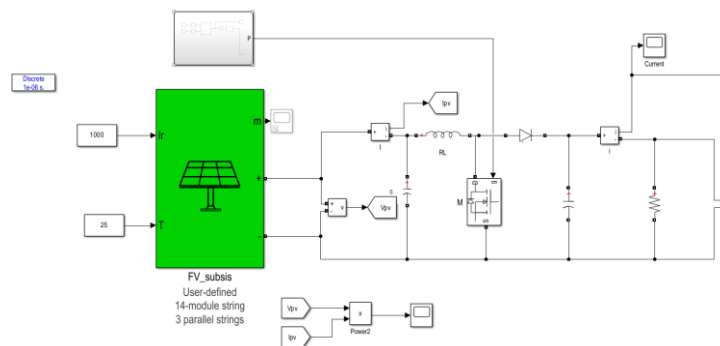 P
Current
Discrete
1e-06 s.
1000
Ir
m
Ipv
I
i
RL
+
c
v
Vpv
M
25
T
-
FV_subsis
User-defined
14-module string
3 parallel strings
Vpv
Ipv
x
Power2